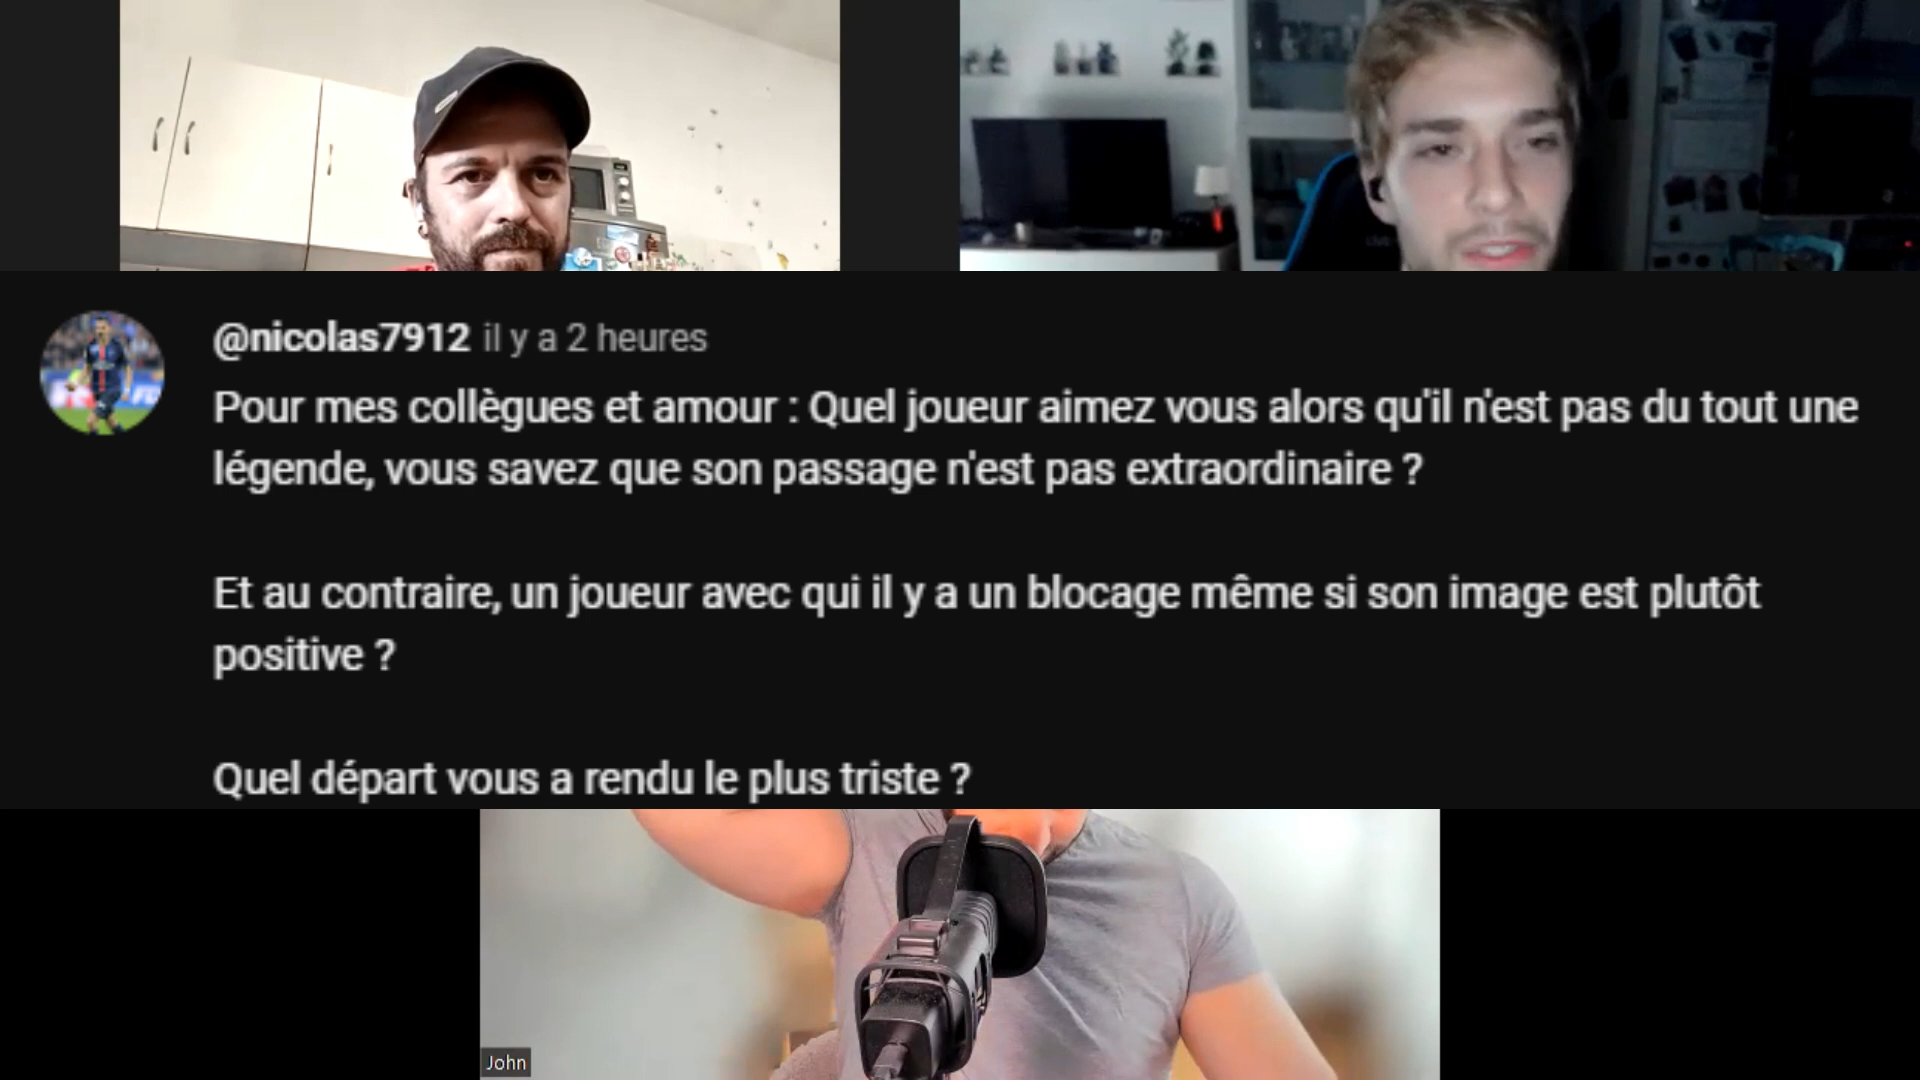 @nicolas7912 il y a 2 heures
Pour mes collègues et amour : Quel joueur aimez vous alors qu'il n'est pas du tout une
légende, vous savez que son passage n'est pas extraordinaire ?
Et au contraire, un joueur avec qui il y a un blocage même si son image est plutôt
positive ?
Quel départ vous a rendu le plus triste ?
John